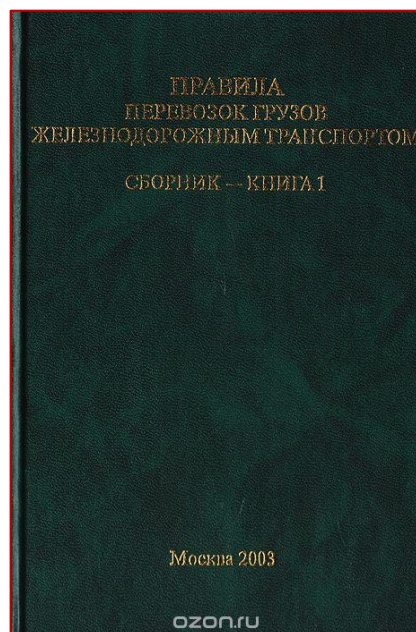 ПРАВИЛА
ПЕРЕВОЗОК ГРУЗОВ
ЖЕЛЕЗНОДОРОЖНЫМ ТРАНСПОРТОМ
СБОРНИК — КНИГА 1
Москва 2003
ozon.ru